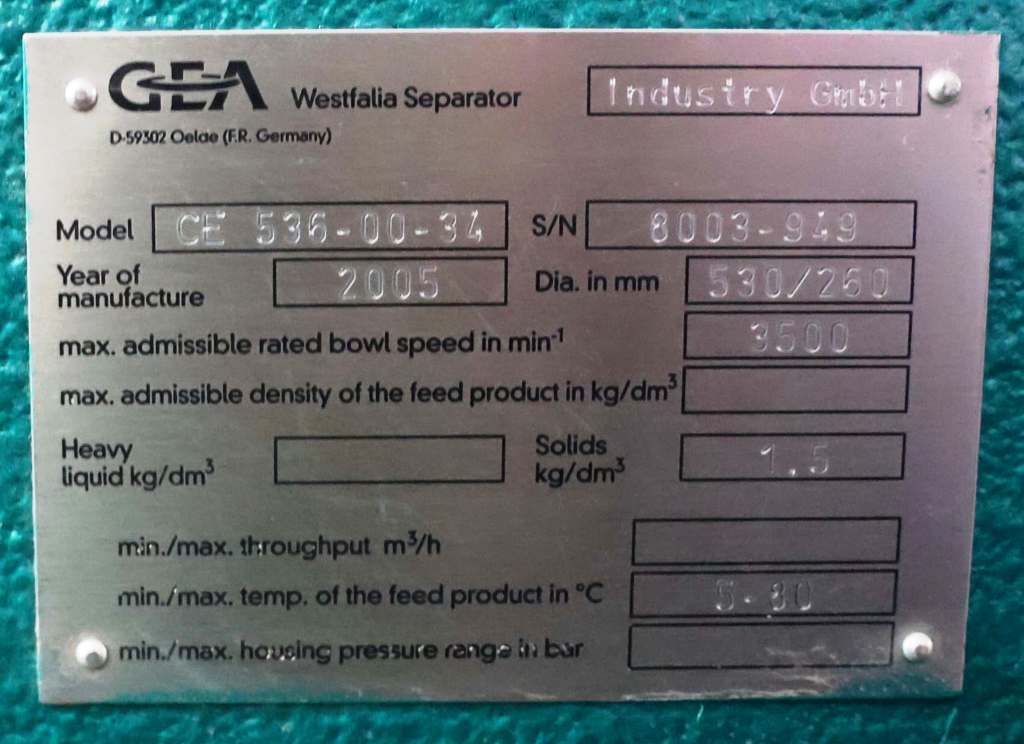 GEA Westfalia Separator Industry GmbH
D-59302 Oelde (F.R. Germany)
Model CE 536-00-34 S/N 8003-949
Year of manufacture 2005 Dia. in mm 530/260
max. admissible rated bowl speed in min-¹ 3500
max. admissible density of the feed product in kg/dm³
Heavy liquid kg/dm³ Solids kg/dm³ 1.5
min./max. throughput m³/h
min./max. temp. of the feed product in °C 5-80
min./max. housing pressure range in bar